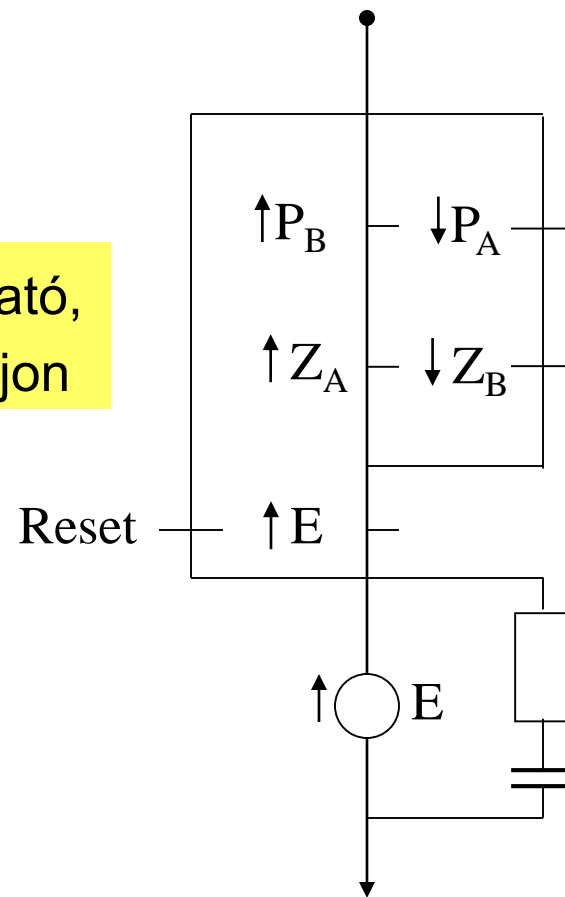 ↑P_B ↓P_A
ató,
jon
↑Z_A ↓Z_B
Reset ↑E
↑ E